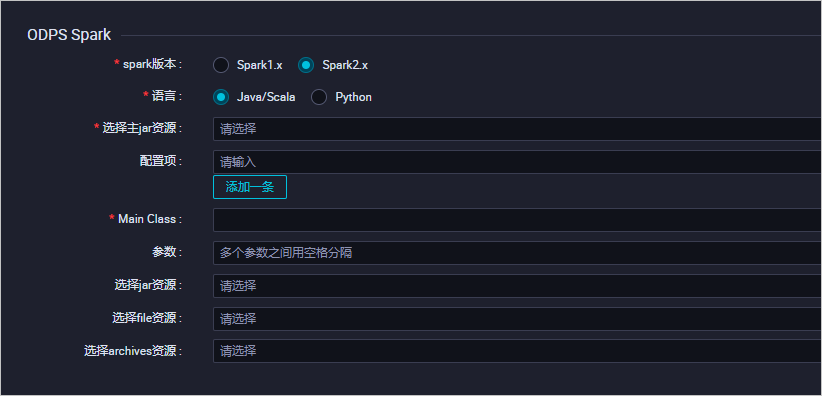 ODPS Spark
* spark版本 : Spark1.x Spark2.x
* 语言 : Java/Scala Python
* 选择主jar资源 : 请选择
配置项 : 请输入
添加一条
* Main Class :
参数 : 多个参数之间用空格分隔
选择jar资源 : 请选择
选择file资源 : 请选择
选择archives资源 : 请选择